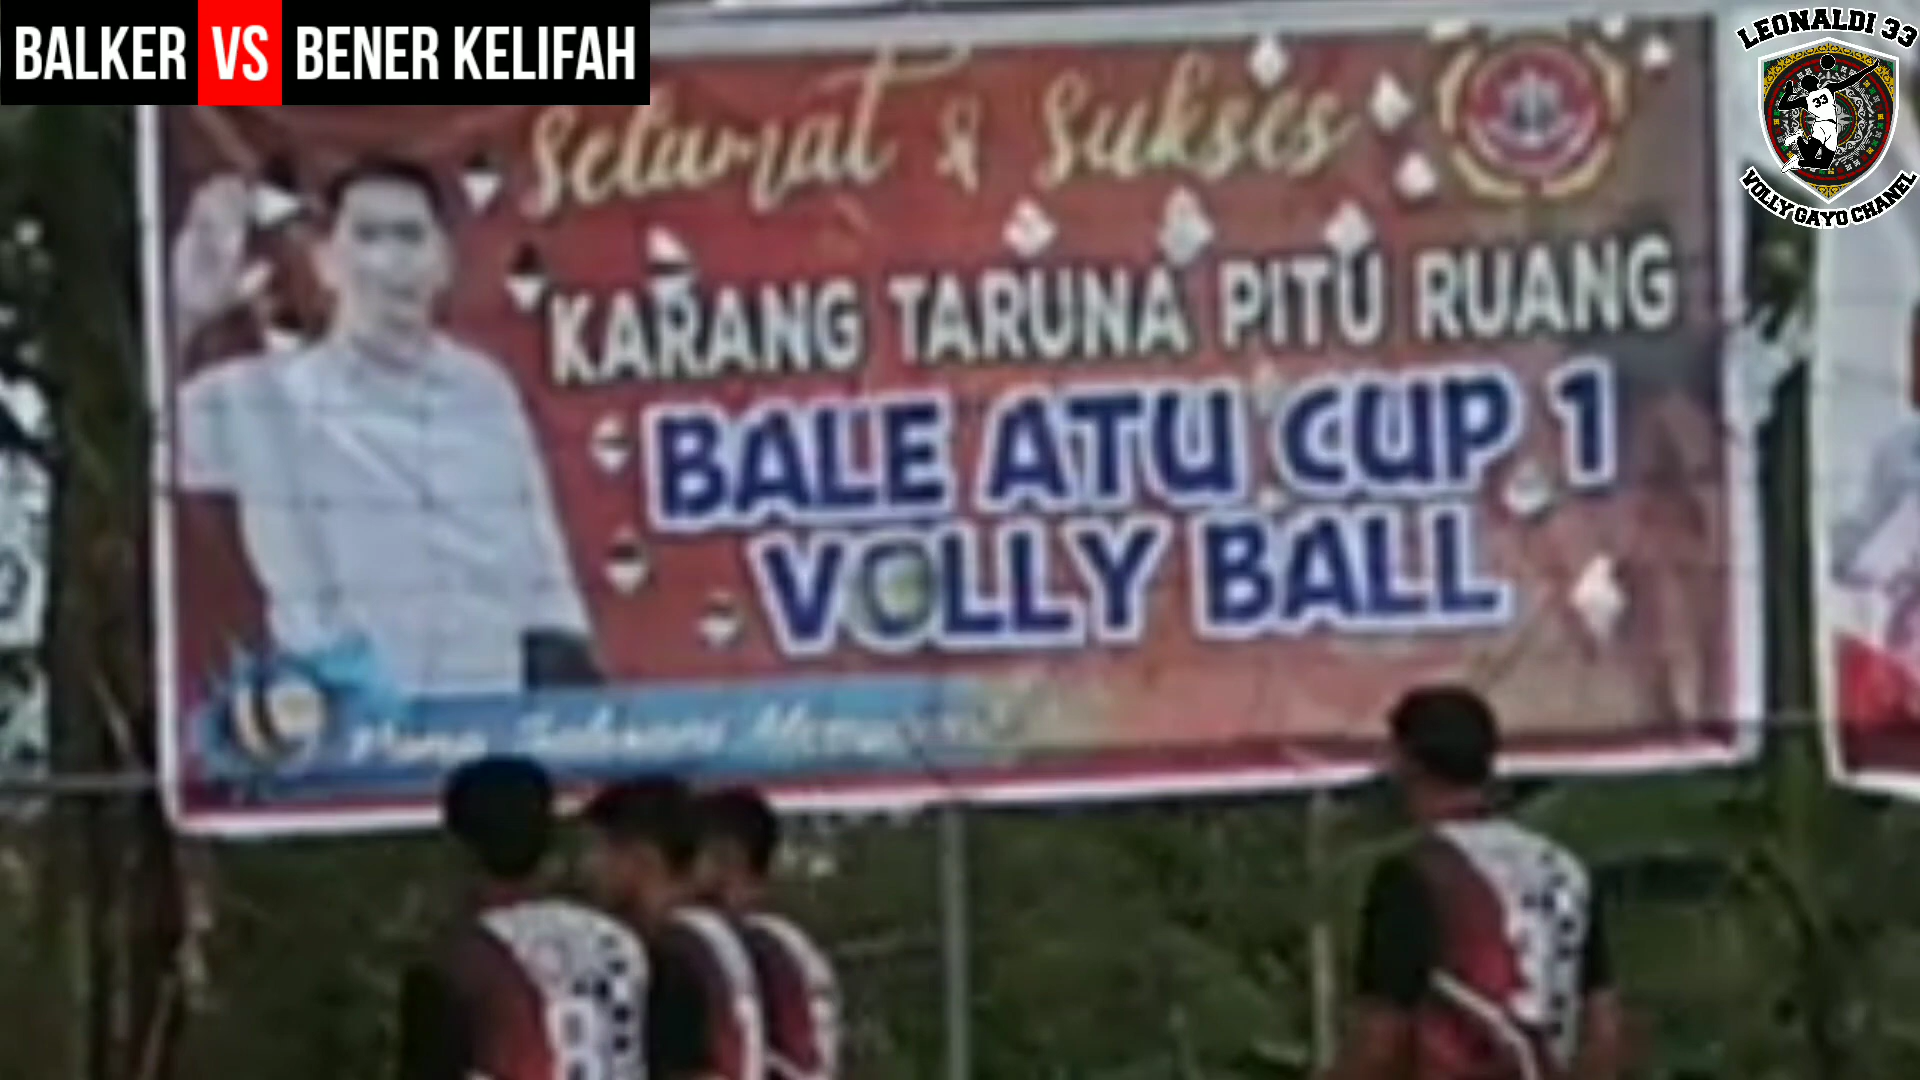 BALKER VS BENER KELIFAH
LEONALDI 33
33
VOLLY GAYO CHANEL
Selamat & Sukses
KARANG TARUNA PITU RUANG
BALE ATU CUP 1
VOLLY BALL